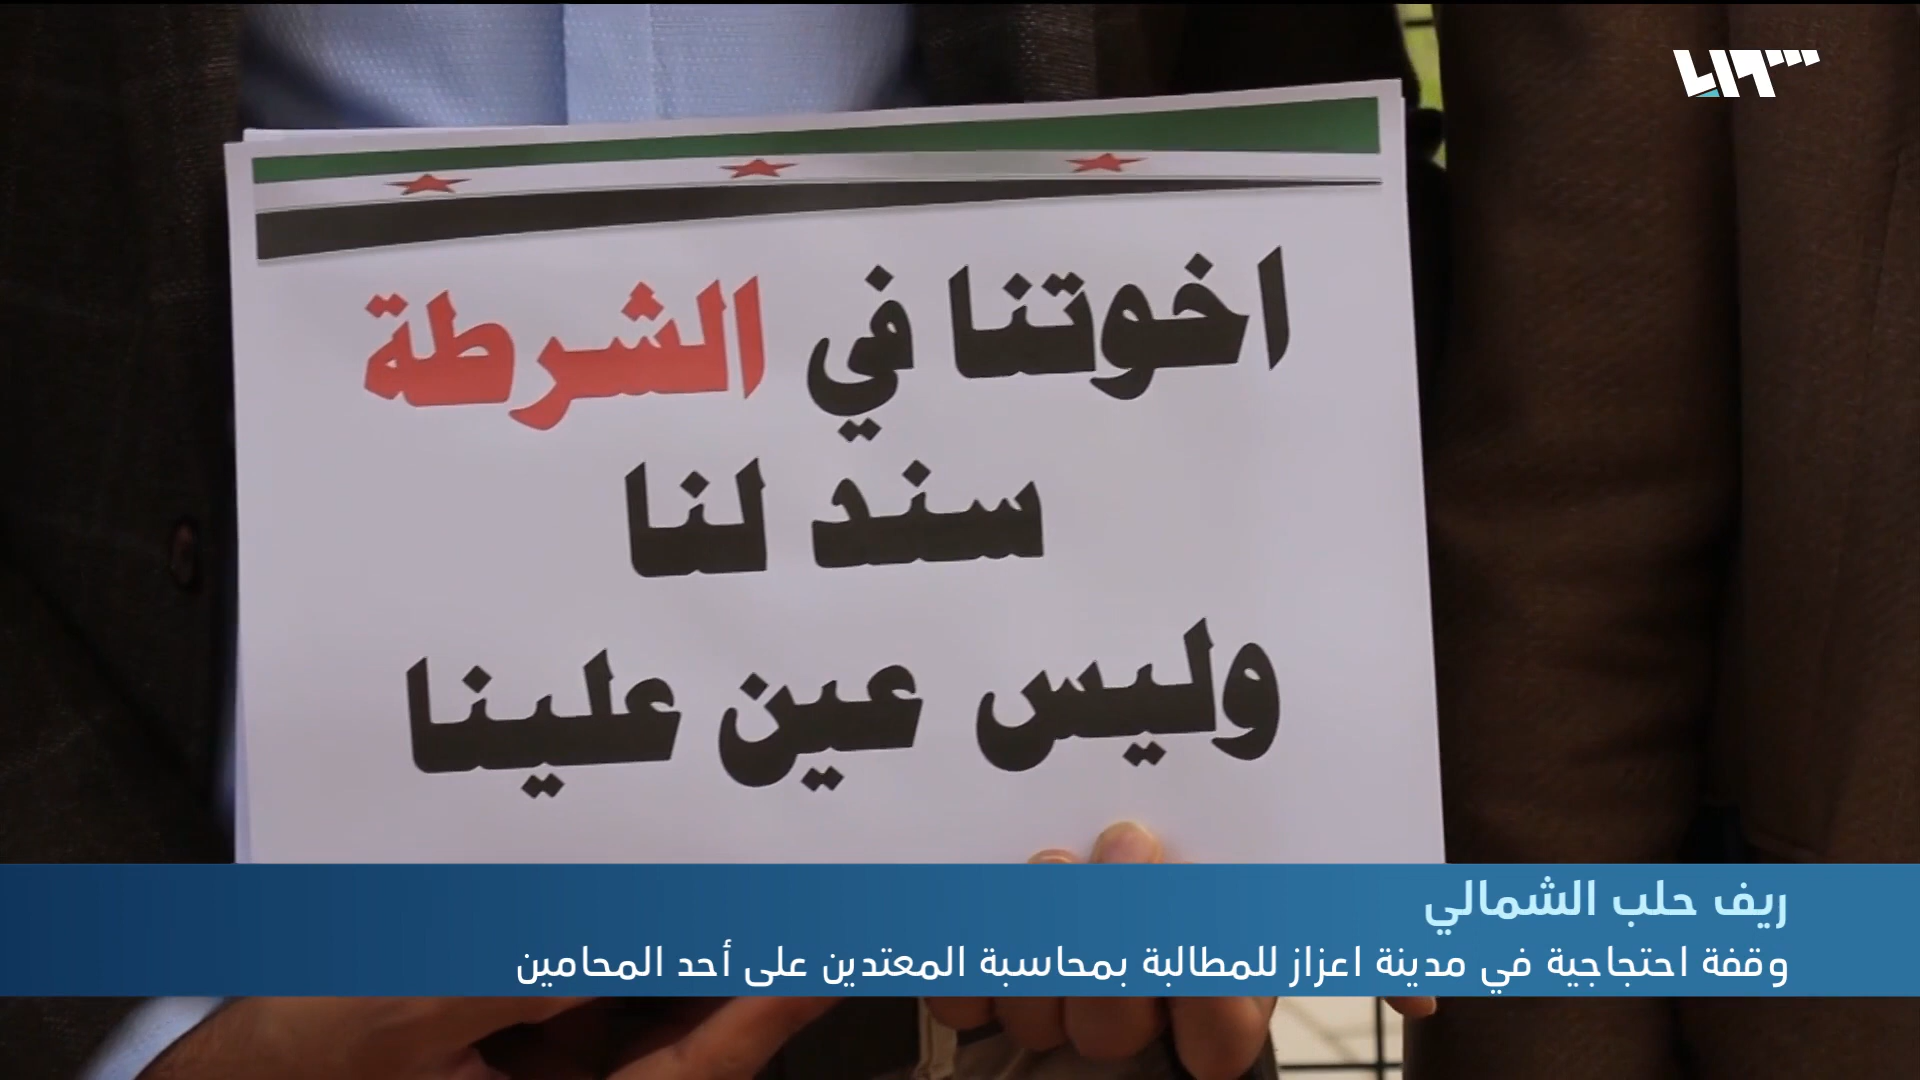 اخوتنا في الشرطة
سند لنا
وليس عين علينا
ريف حلب الشمالي
وقفة احتجاجية في مدينة اعزاز للمطالبة بمحاسبة المعتدين على أحد المحامين